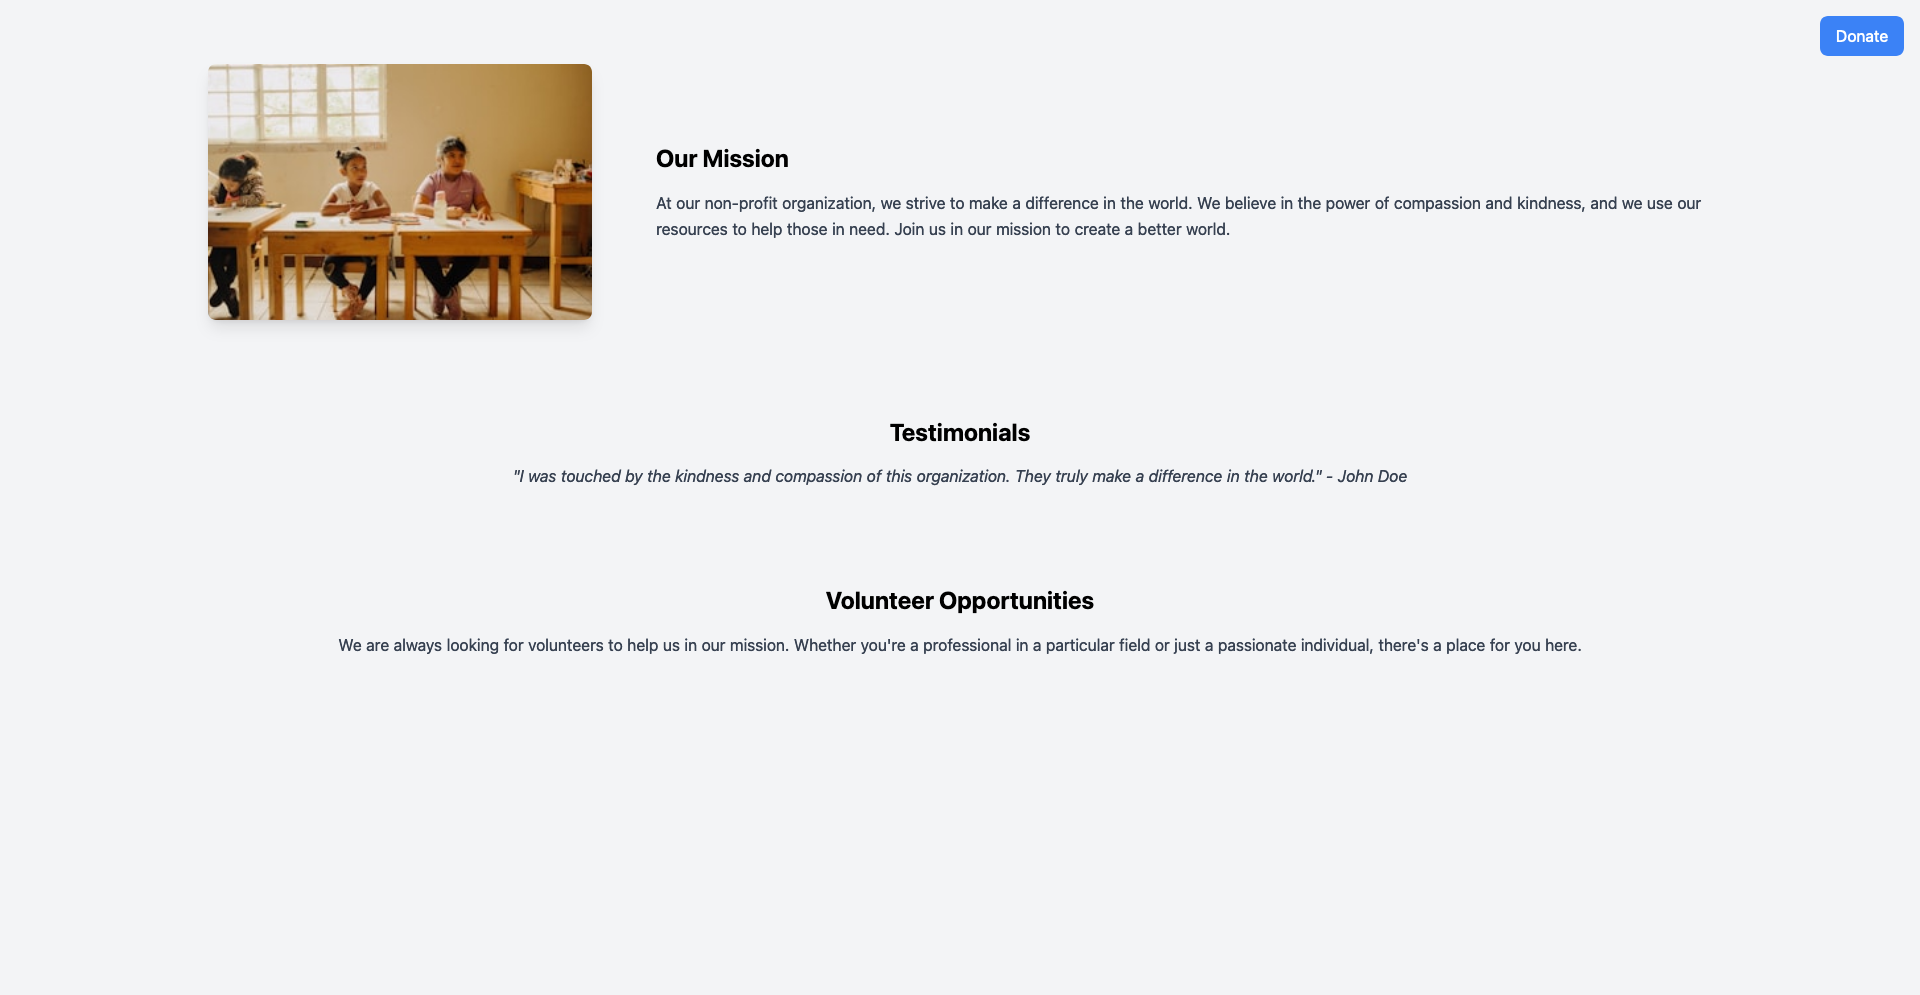 Donate
Our Mission
At our non-profit organization, we strive to make a difference in the world. We believe in the power of compassion and kindness, and we use our
resources to help those in need. Join us in our mission to create a better world.
Testimonials
"I was touched by the kindness and compassion of this organization. They truly make a difference in the world." - John Doe
Volunteer Opportunities
We are always looking for volunteers to help us in our mission. Whether you're a professional in a particular field or just a passionate individual, there's a place for you here.